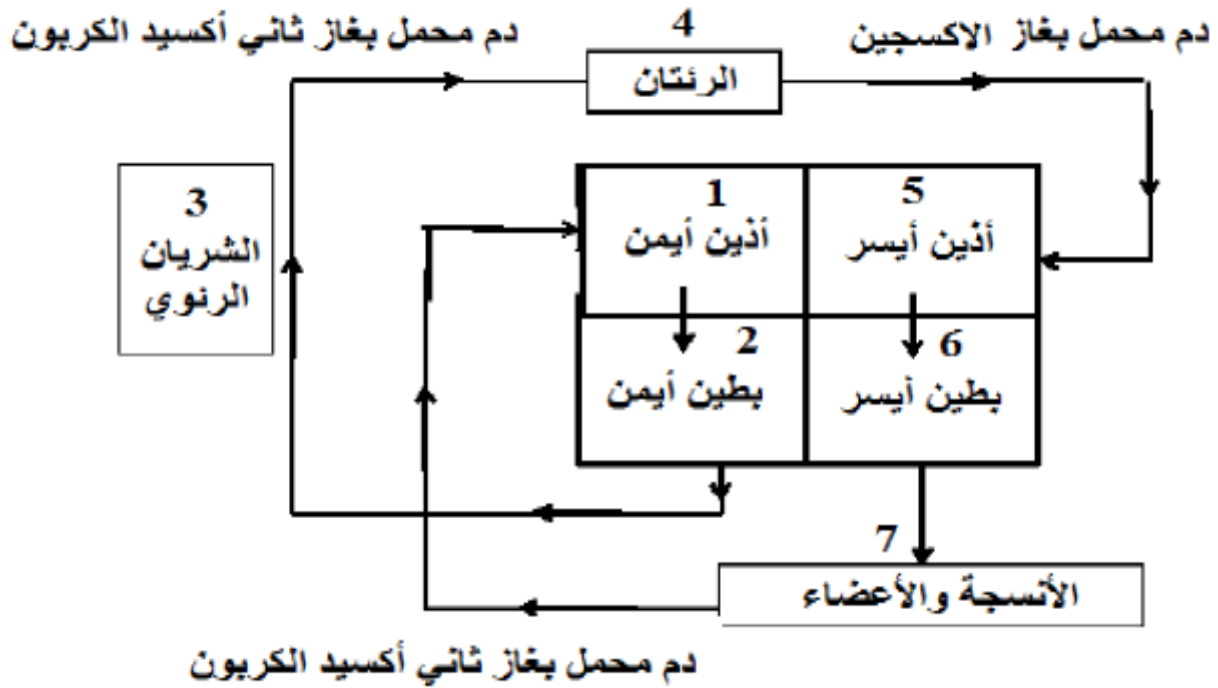 4
دم محمل بغاز ثاني أكسيد الكربون
دم محمل بغاز الاكسجين
الرئتان
3
الشريان
الرئوي
1
أذين أيمن
5
أذين أيسر
2
بطين أيمن
6
بطين أيسر
7
الأنسجة والأعضاء
دم محمل بغاز ثاني أكسيد الكربون